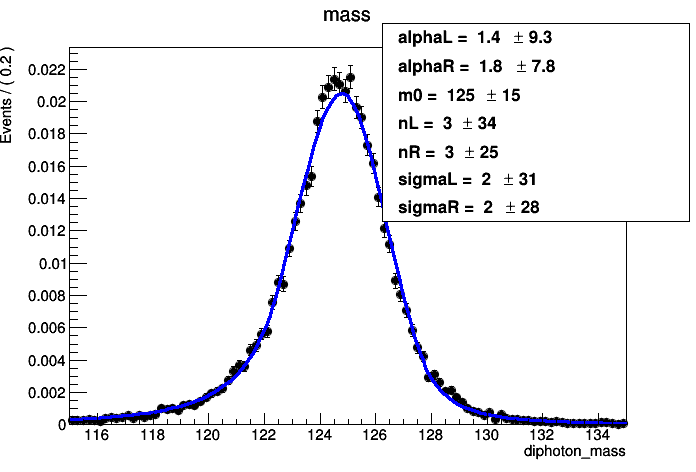 mass
alphaL = 1.4 ± 9.3
alphaR = 1.8 ± 7.8
m0 = 125 ± 15
nL = 3 ± 34
nR = 3 ± 25
sigmaL = 2 ± 31
sigmaR = 2 ± 28
Events / ( 0.2 )
0.022
0.02
0.018
0.016
0.014
0.012
0.01
0.008
0.006
0.004
0.002
0
116 118 120 122 124 126 128 130 132 134
diphoton_mass